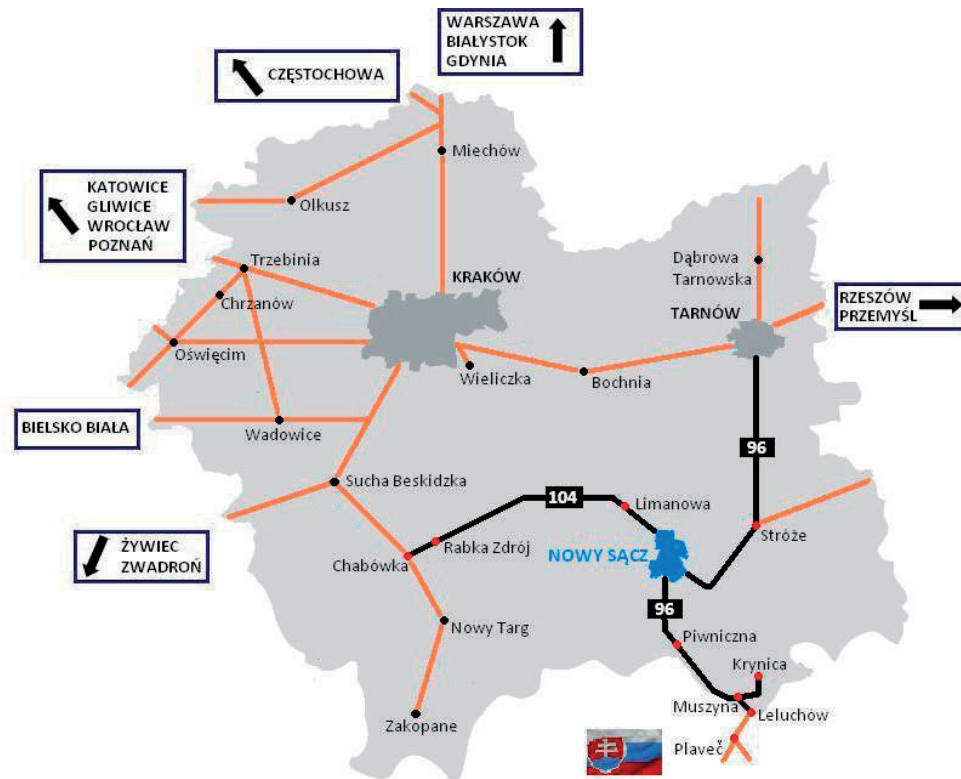 WARSZAWA
BIAŁYSTOK
GDYNIA
CZĘSTOCHOWA
Miechów
KATOWICE
GLIWICE
WROCŁAW
POZNAŃ
Olkusz
Trzebinia
KRAKÓW
Dąbrowa
Tarnowska
Chrzanów
TARNÓW
RZESZÓW
PRZEMYŚL
Oświęcim
Wieliczka
Bochnia
BIELSKO BIAŁA
Wadowice
96
Sucha Beskidzka
104
Limanowa
Stróże
ŻYWIEC
ZWADROŃ
Chabówka
Rabka Zdrój
NOWY SĄCZ
96
Nowy Targ
Piwniczna
Krynica
Muszyna
Leluchów
Zakopane
Plaveč